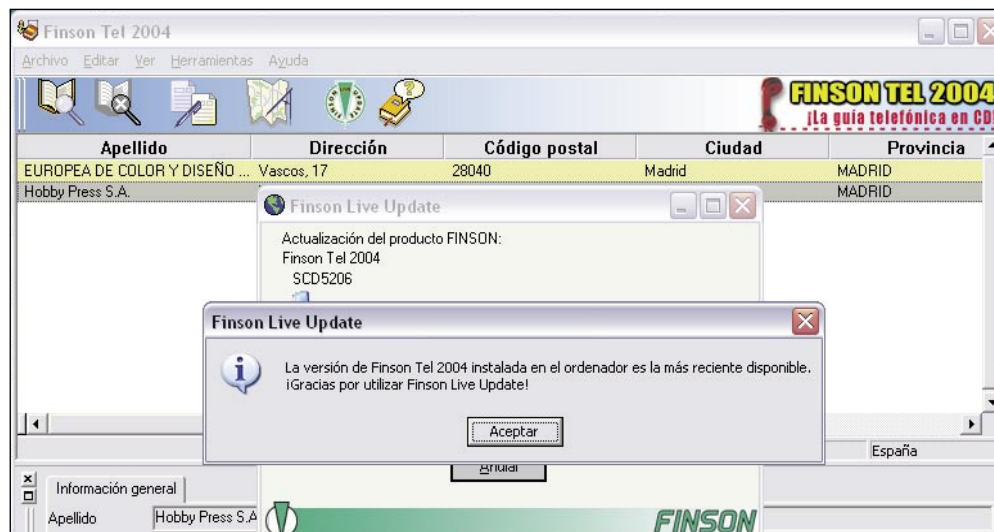 Finson Tel 2004
Archivo Editar Ver Herramientas Ayuda
FINSON TEL 2004
¡La guía telefónica en CD!
Apellido Dirección Código postal Ciudad Provincia
EUROPEA DE COLOR Y DISEÑO ... Vascos, 17 28040 Madrid MADRID
Hobby Press S.A. MADRID
Finson Live Update
Actualización del producto FINSON:
Finson Tel 2004
SCD5206
Finson Live Update
La versión de Finson Tel 2004 instalada en el ordenador es la más reciente disponible.
¡Gracias por utilizar Finson Live Update!
Aceptar
España
Anular
Información general
Apellido Hobby Press S.A
FINSON